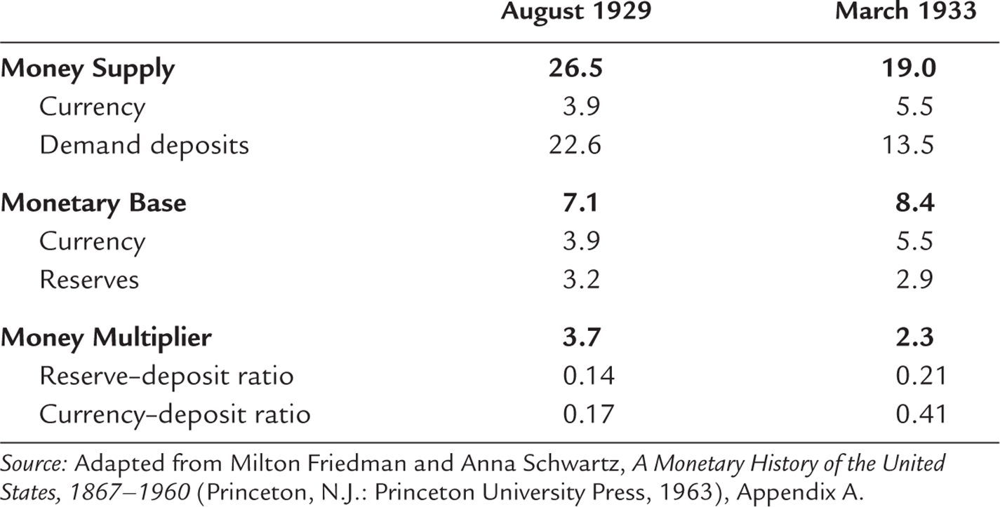 August 1929 March 1933
Money Supply 26.5 19.0
Currency 3.9 5.5
Demand deposits 22.6 13.5
Monetary Base 7.1 8.4
Currency 3.9 5.5
Reserves 3.2 2.9
Money Multiplier 3.7 2.3
Reserve–deposit ratio 0.14 0.21
Currency–deposit ratio 0.17 0.41
Source: Adapted from Milton Friedman and Anna Schwartz, A Monetary History of the United
States, 1867–1960 (Princeton, N.J.: Princeton University Press, 1963), Appendix A.